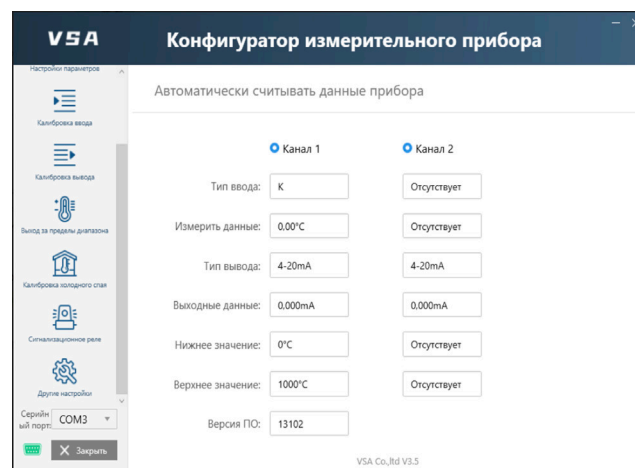 VSA
Конфигуратор измерительного прибора
Настройки параметров
Калибровка ввода
Калибровка вывода
Выход за пределы диапазона
Калибровка холодного спая
Сигнализационное реле
Другие настройки
Серийн
ый порт:
COM3
Закрыть
Автоматически считывать данные прибора
Канал 1 Канал 2
Тип ввода: К Отсутствует
Измерить данные: 0,00°C Отсутствует
Тип вывода: 4-20mA 4-20mA
Выходные данные: 0,000mA 0,000mA
Нижнее значение: 0°C Отсутствует
Верхнее значение: 1000°C Отсутствует
Версия ПО: 13102
VSA Co.,ltd V3.5